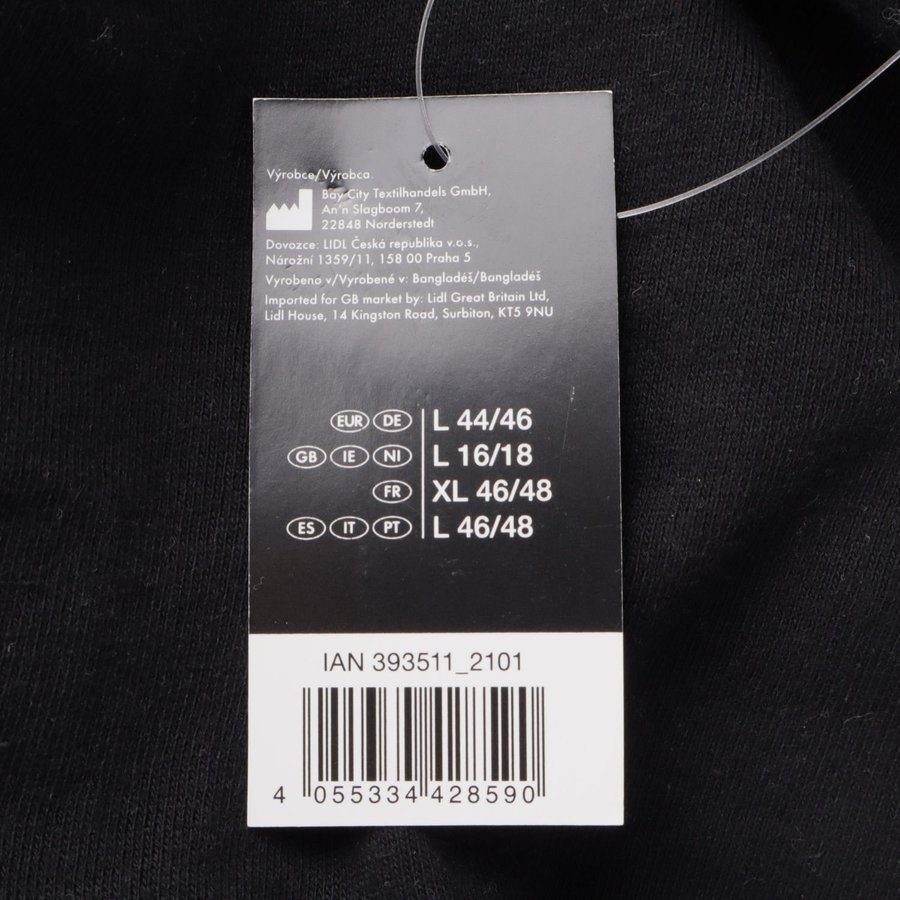 Výrobce/Výrobca:
Bay City Textilhandels GmbH,
An'n Slagboom 7,
22848 Norderstedt
Dovozce: LIDL Česká republika v.o.s.,
Nárožní 1359/11, 158 00 Praha 5
Vyrobeno v/Vyrobené v: Bangladéš/Bangladéš
Imported for GB market by: Lidl Great Britain Ltd,
Lidl House, 14 Kingston Road, Surbiton, KT5 9NU
EUR DE L 44/46
GB IE NI L 16/18
FR XL 46/48
ES IT PT L 46/48
IAN 393511_2101
4 055334 428590